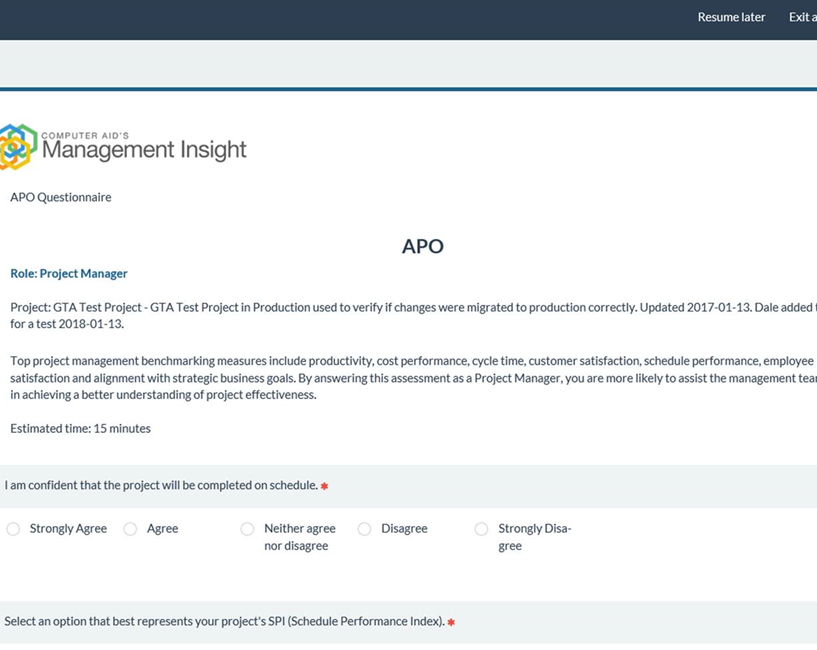 Resume later Exit a
COMPUTER AID'S
Management Insight
APO Questionnaire
APO
Role: Project Manager
Project: GTA Test Project - GTA Test Project in Production used to verify if changes were migrated to production correctly. Updated 2017-01-13. Dale added t
for a test 2018-01-13.
Top project management benchmarking measures include productivity, cost performance, cycle time, customer satisfaction, schedule performance, employee
satisfaction and alignment with strategic business goals. By answering this assessment as a Project Manager, you are more likely to assist the management tea
in achieving a better understanding of project effectiveness.
Estimated time: 15 minutes
I am confident that the project will be completed on schedule. *
Strongly Agree Agree Neither agree Disagree Strongly Disa-
nor disagree gree
Select an option that best represents your project's SPI (Schedule Performance Index). *